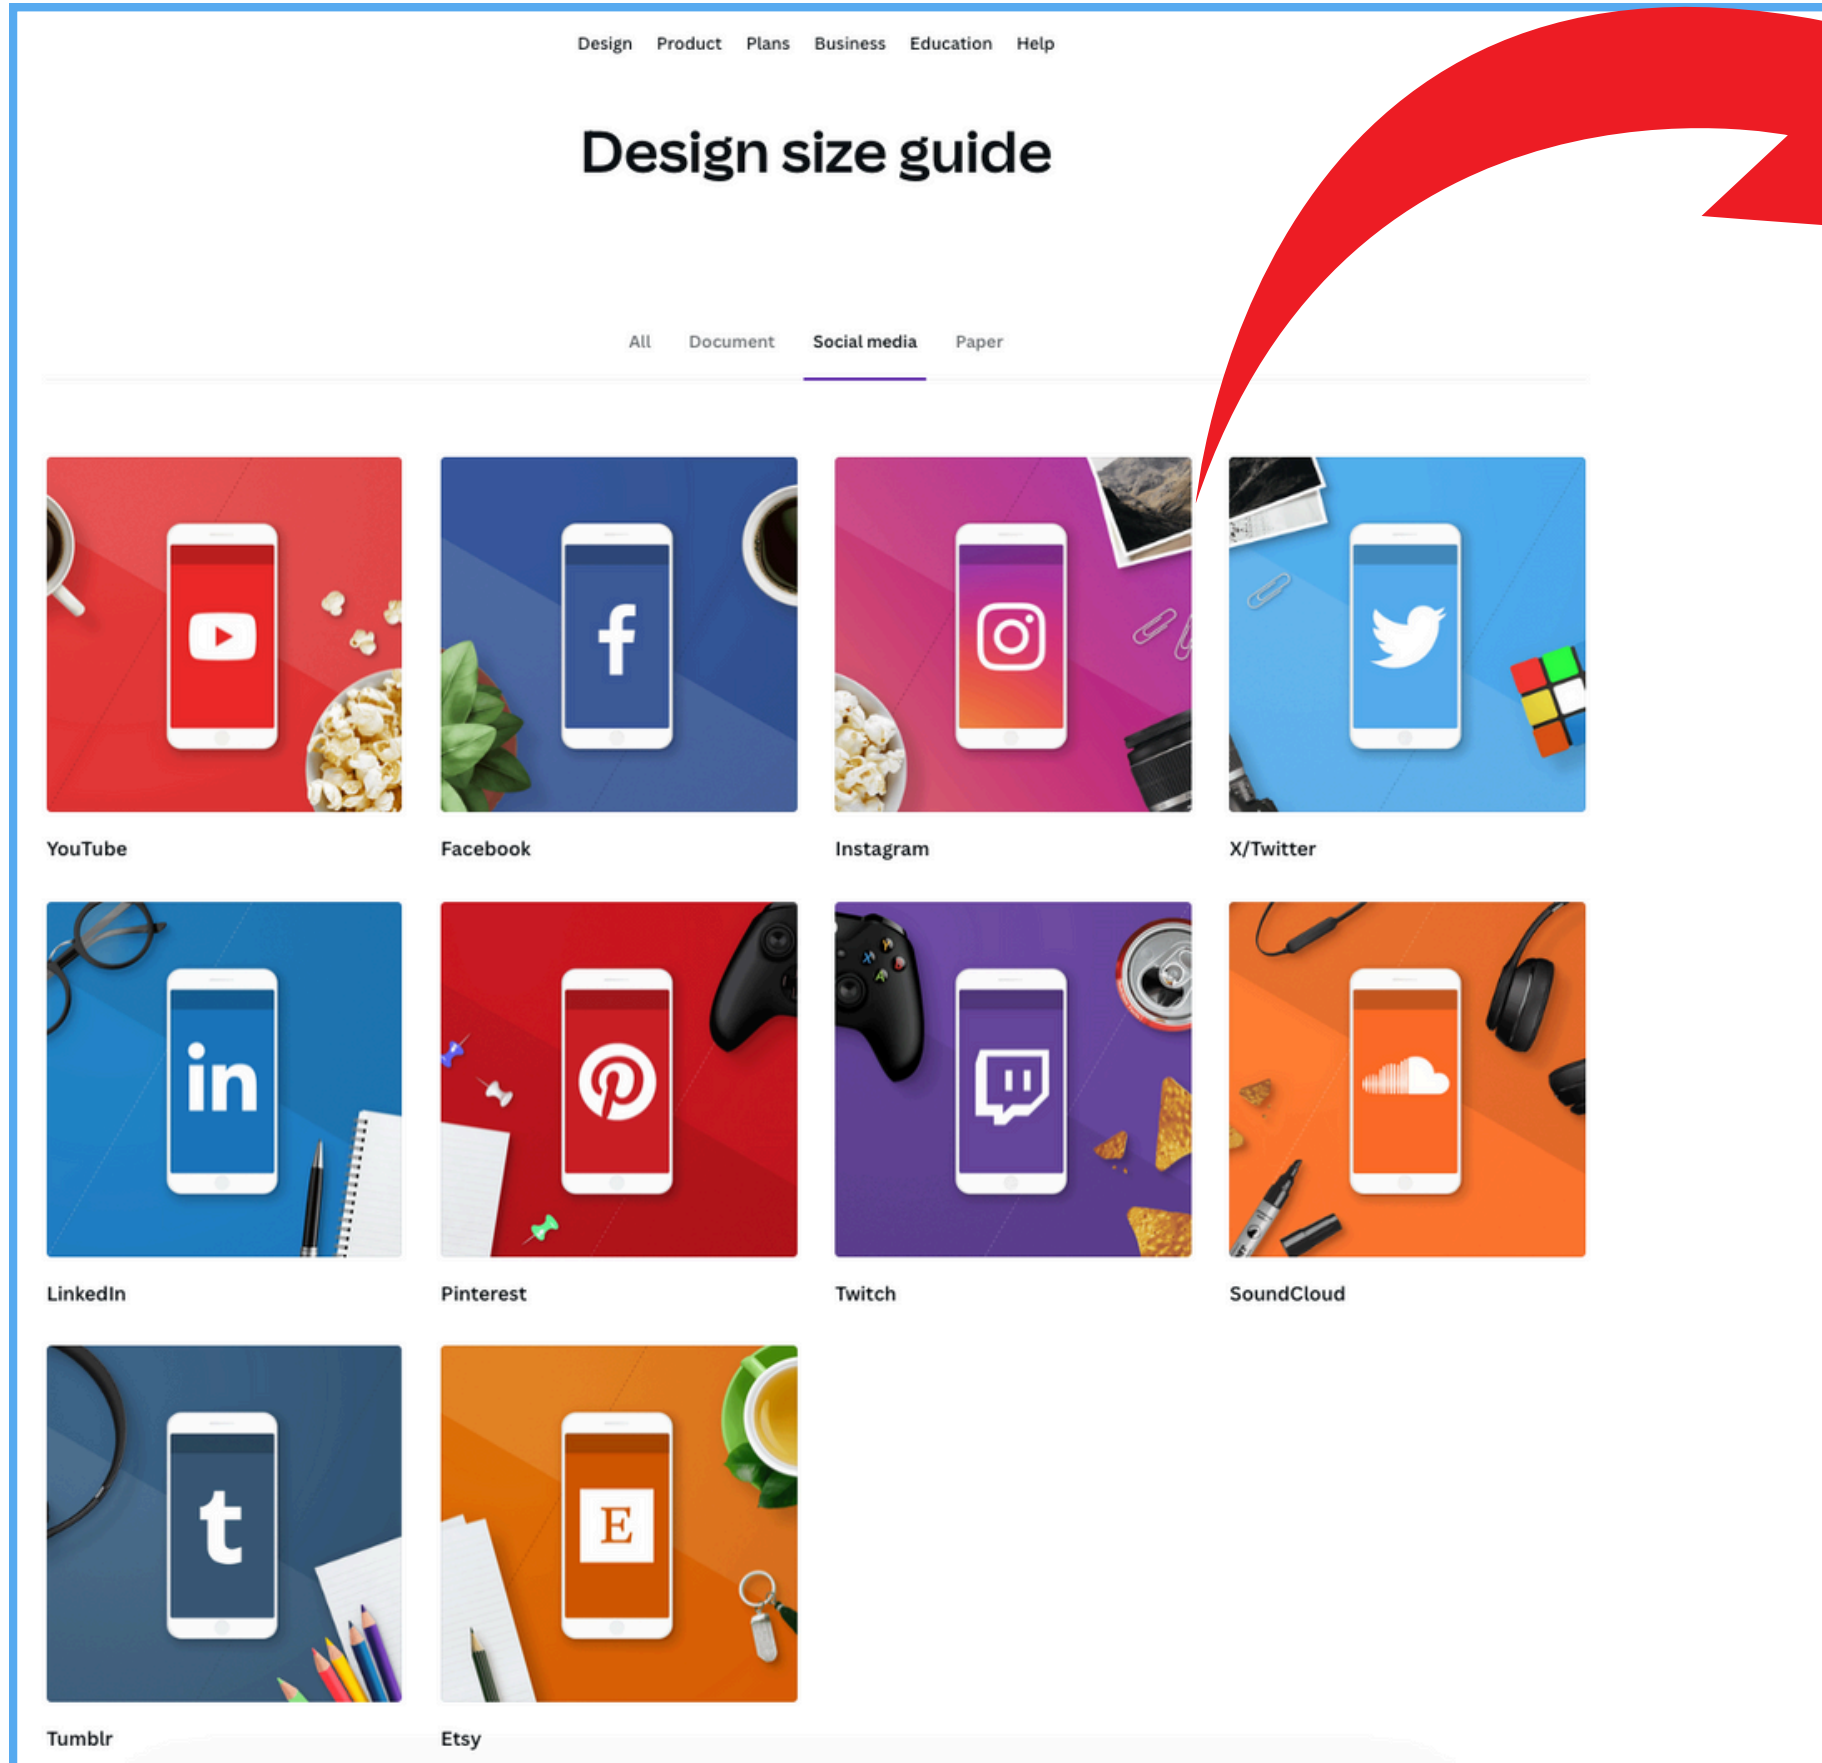 Design Product Plans Business Education Help
Design size guide
All Document Social media Paper
f
YouTube Facebook Instagram X/Twitter
in
LinkedIn Pinterest Twitch SoundCloud
t E
Tumblr Etsy